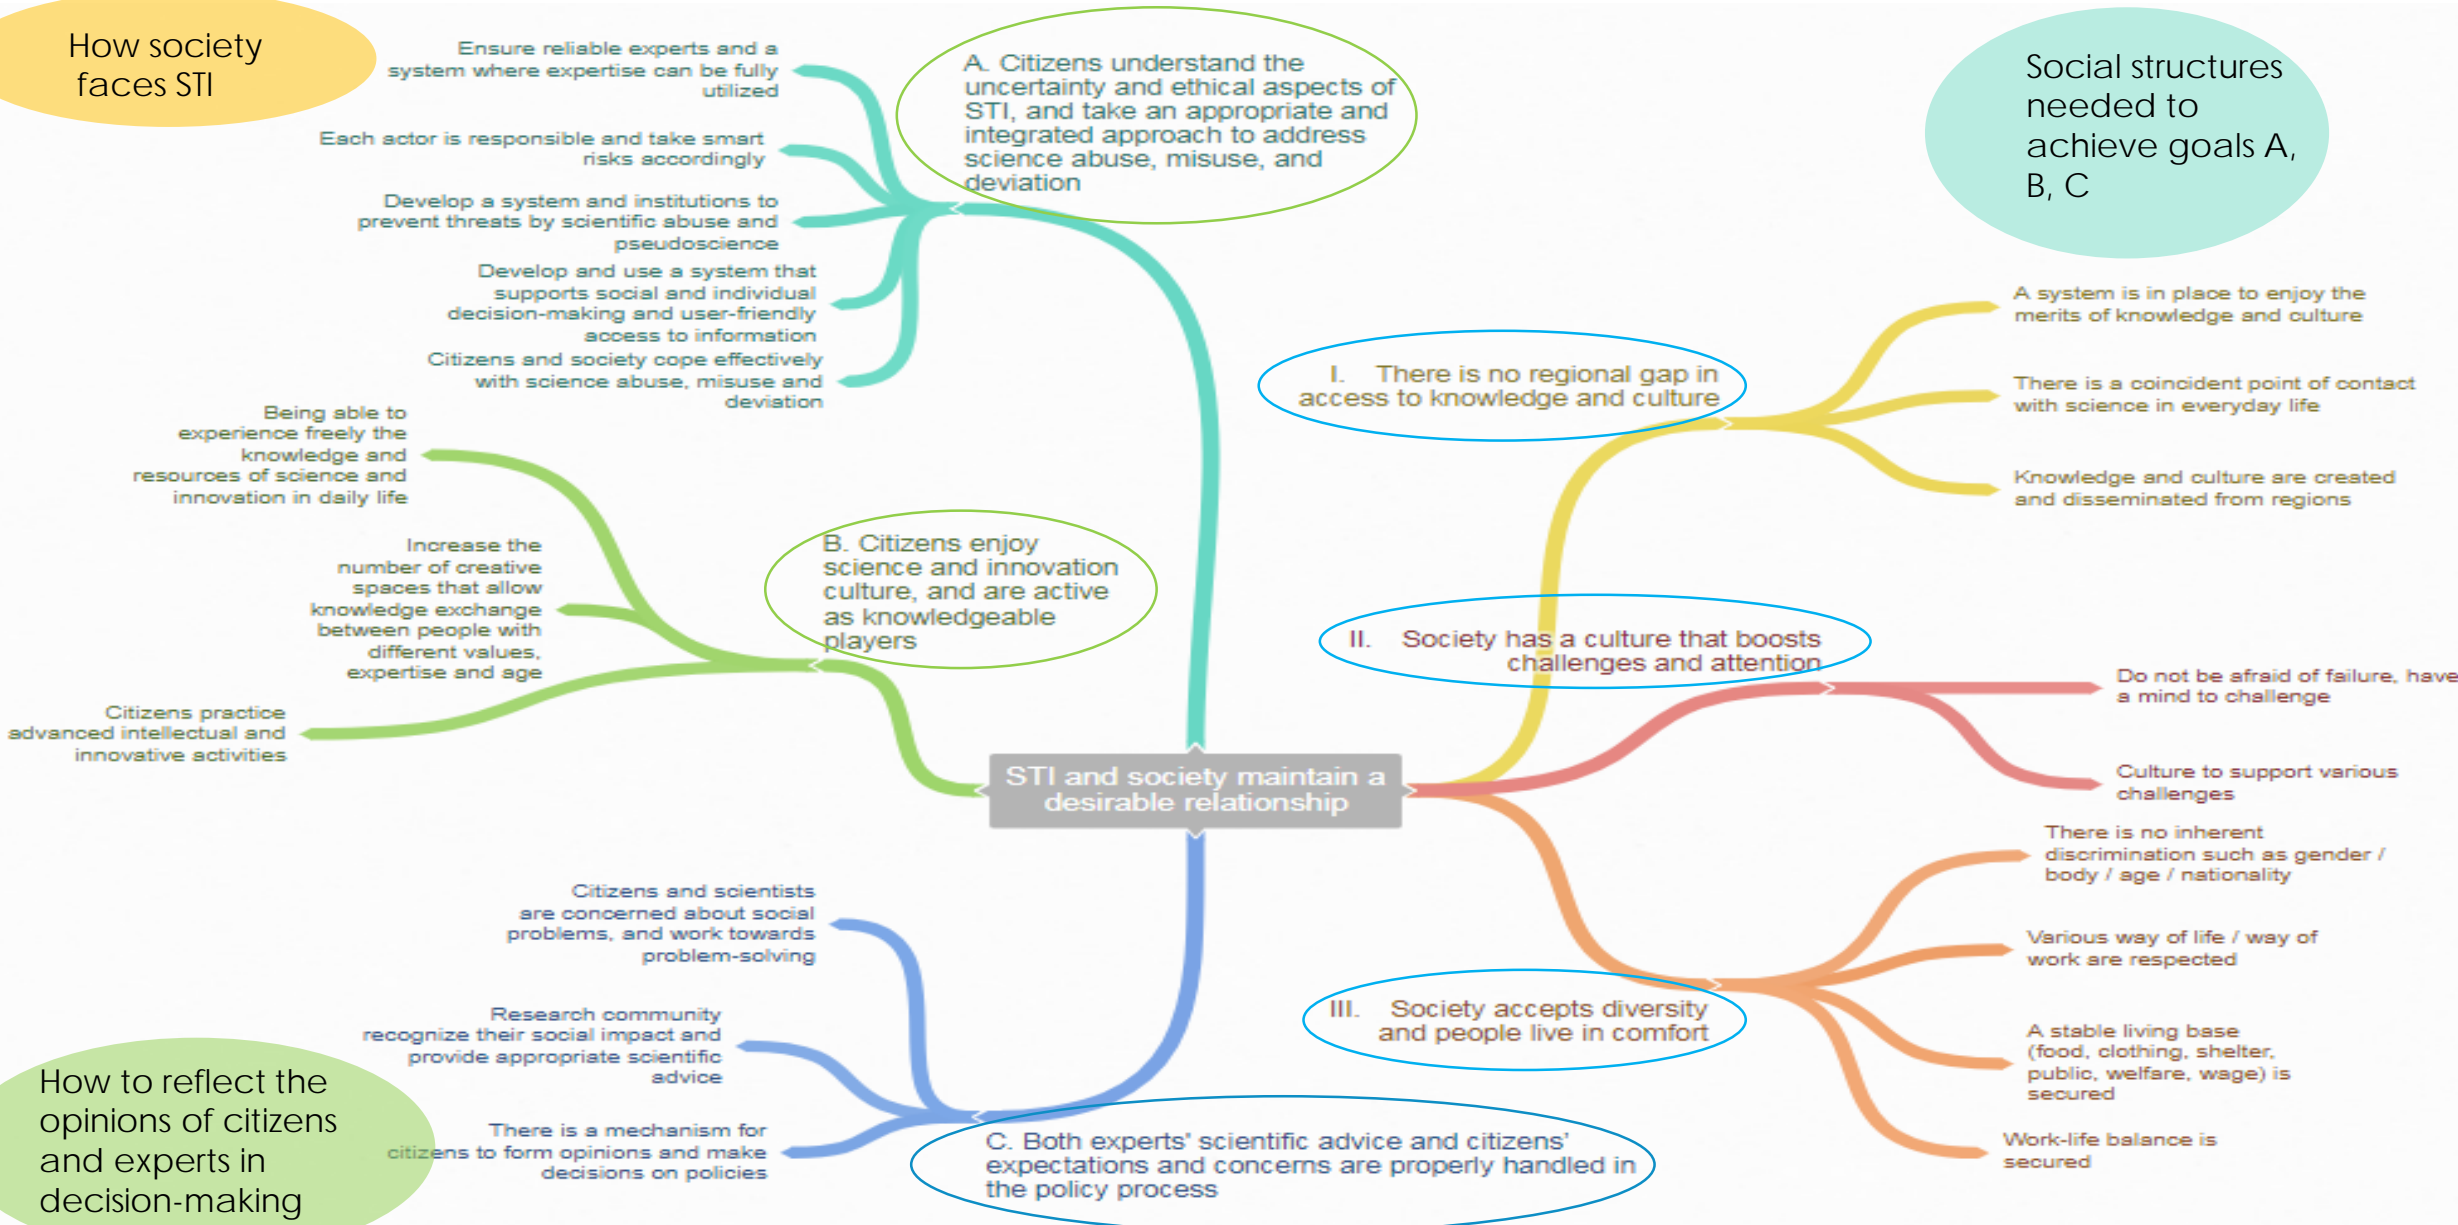 How society
faces STI
Ensure reliable experts and a
system where expertise can be fully
utilized
Each actor is responsible and take smart
risks accordingly
Develop a system and institutions to
prevent threats by scientific abuse and
pseudoscience
Develop and use a system that
supports social and individual
decision-making and user-friendly
access to information
Citizens and society cope effectively
with science abuse, misuse and
deviation
A. Citizens understand the
uncertainty and ethical aspects of
STI, and take an appropriate and
integrated approach to address
science abuse, misuse, and
deviation
Being able to
experience freely the
knowledge and
resources of science and
innovation in daily life
Increase the
number of creative
spaces that allow
knowledge exchange
between people with
different values,
expertise and age
Citizens practice
advanced intellectual and
innovative activities
B. Citizens enjoy
science and innovation
culture, and are active
as knowledgeable
players
STI and society maintain a
desirable relationship
Citizens and scientists
are concerned about social
problems, and work towards
problem-solving
Research community
recognize their social impact and
provide appropriate scientific
advice
There is a mechanism for
citizens to form opinions and make
decisions on policies
C. Both experts' scientific advice and citizens'
expectations and concerns are properly handled in
the policy process
How to reflect the
opinions of citizens
and experts in
decision-making
Social structures
needed to
achieve goals A,
B, C
I. There is no regional gap in
access to knowledge and culture
A system is in place to enjoy the
merits of knowledge and culture
There is a coincident point of contact
with science in everyday life
Knowledge and culture are created
and disseminated from regions
II. Society has a culture that boosts
challenges and attention
Do not be afraid of failure, have
a mind to challenge
Culture to support various
challenges
III. Society accepts diversity
and people live in comfort
There is no inherent
discrimination such as gender /
body / age / nationality
Various way of life / way of
work are respected
A stable living base
(food, clothing, shelter,
public, welfare, wage) is
secured
Work-life balance is
secured